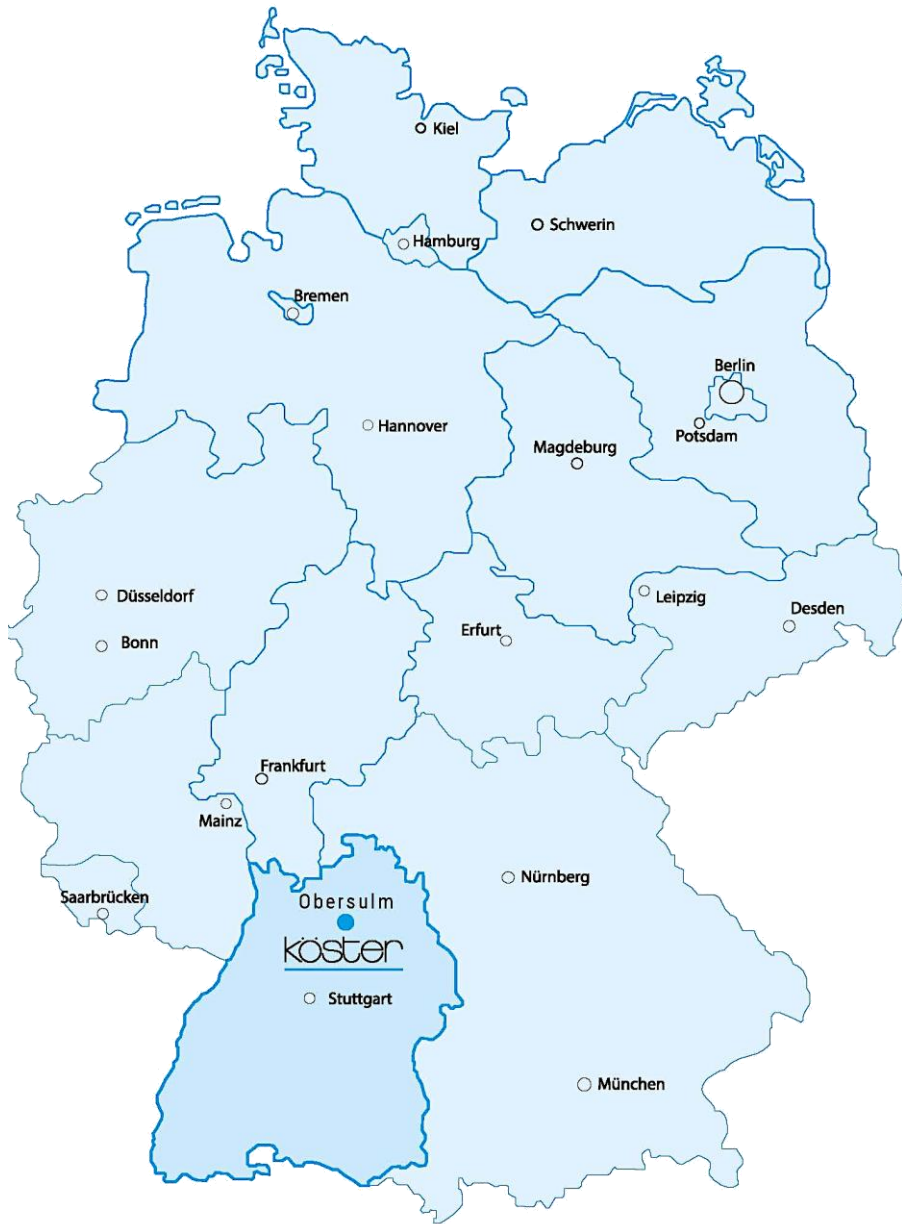 Kiel
Schwerin
Hamburg
Bremen
Berlin
Hannover
Potsdam
Magdeburg
Düsseldorf
Leipzig
Desden
Bonn
Erfurt
Frankfurt
Mainz
Nürnberg
Saarbrücken
Obersulm
köster
Stuttgart
München